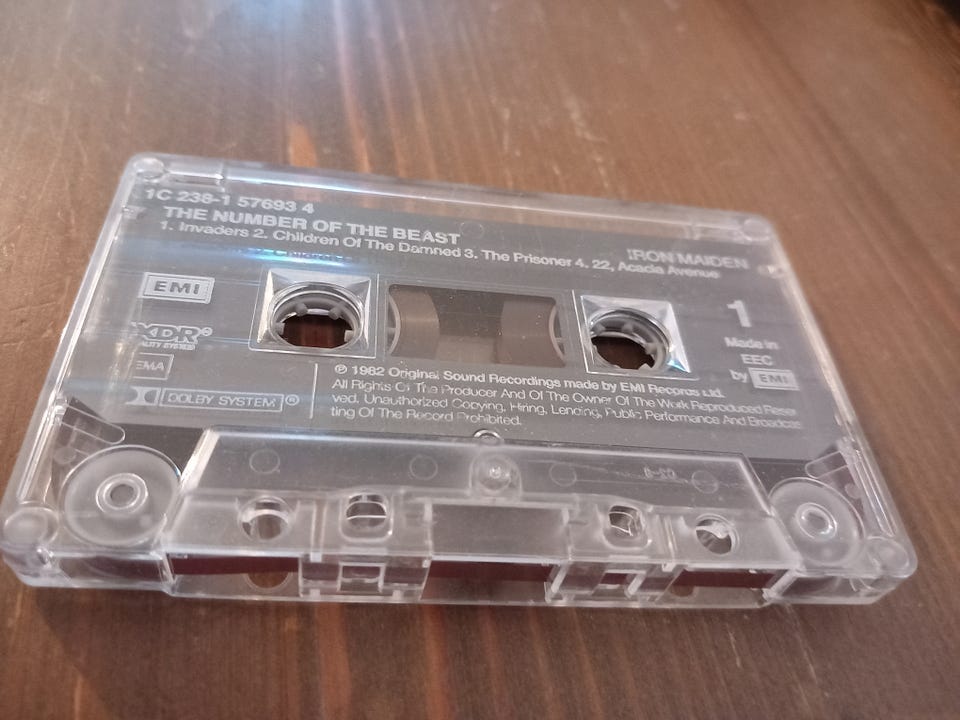 1C 238-1 57693 4
THE NUMBER OF THE BEAST
IRON MAIDEN
1. Invaders 2. Children Of The Damned 3. The Prisoner 4. 22, Acacia Avenue
EMI
1
XDR®
ALITY SYSTEM
Made in
EEC
by EMI
EMA
DOLBY SYSTEM ®
℗ 1982 Original Sound Recordings made by EMI Records Ltd.
All Rights Of The Producer And Of The Owner Of The Work Reproduced Reser
ved. Unauthorized Copying, Hiring, Lending, Public Performance And Broadcas
ting Of The Record Prohibited.